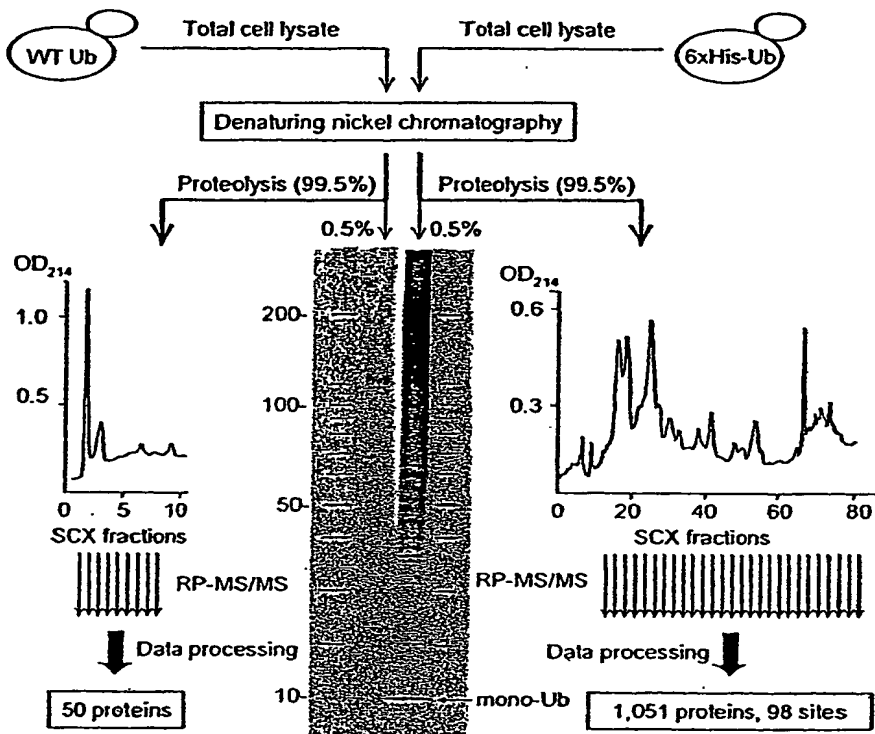 WT Ub
Total cell lysate
Total cell lysate
6xHis-Ub
Denaturing nickel chromatography
Proteolysis (99.5%)
Proteolysis (99.5%)
0.5%
0.5%
OD214
1.0
0.5
0
5
10
SCX fractions
RP-MS/MS
Data processing
50 proteins
200-
100-
50-
10-
mono-Ub
OD214
0.6
0.3
0
20
40
60
80
SCX fractions
RP-MS/MS
Data processing
1,051 proteins, 98 sites